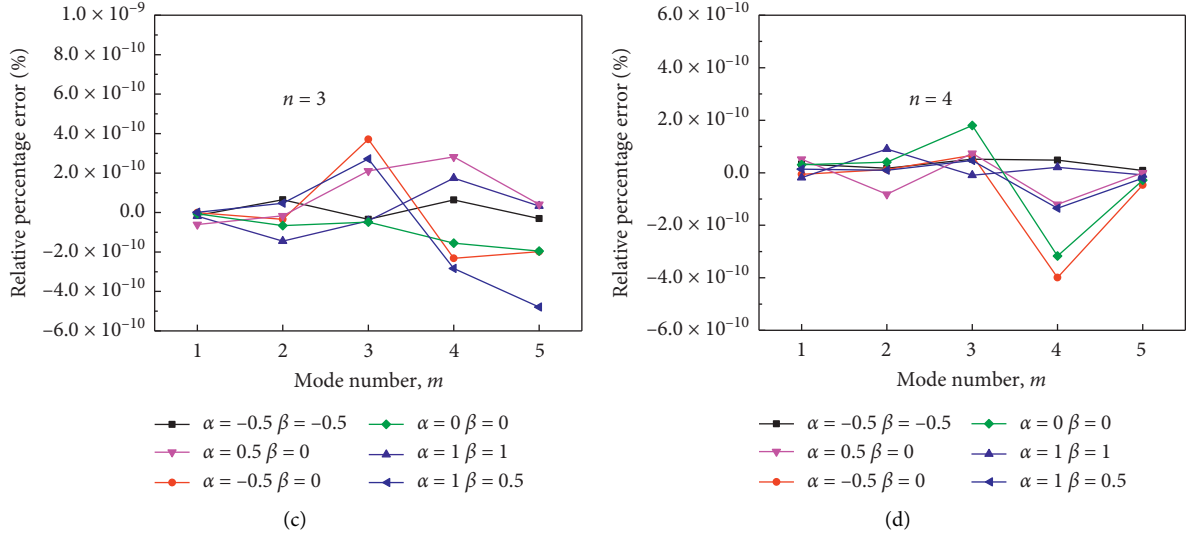 Relative percentage error (%)
1.0 × 10⁻⁹
8.0 × 10⁻¹⁰
6.0 × 10⁻¹⁰
4.0 × 10⁻¹⁰
2.0 × 10⁻¹⁰
0.0
−2.0 × 10⁻¹⁰
−4.0 × 10⁻¹⁰
−6.0 × 10⁻¹⁰
n = 3
1 2 3 4 5
Mode number, m
α = −0.5 β = −0.5
α = 0.5 β = 0
α = −0.5 β = 0
α = 0 β = 0
α = 1 β = 1
α = 1 β = 0.5
(c)
Relative percentage error (%)
6.0 × 10⁻¹⁰
4.0 × 10⁻¹⁰
2.0 × 10⁻¹⁰
0.0
−2.0 × 10⁻¹⁰
−4.0 × 10⁻¹⁰
−6.0 × 10⁻¹⁰
n = 4
1 2 3 4 5
Mode number, m
α = −0.5 β = −0.5
α = 0.5 β = 0
α = −0.5 β = 0
α = 0 β = 0
α = 1 β = 1
α = 1 β = 0.5
(d)